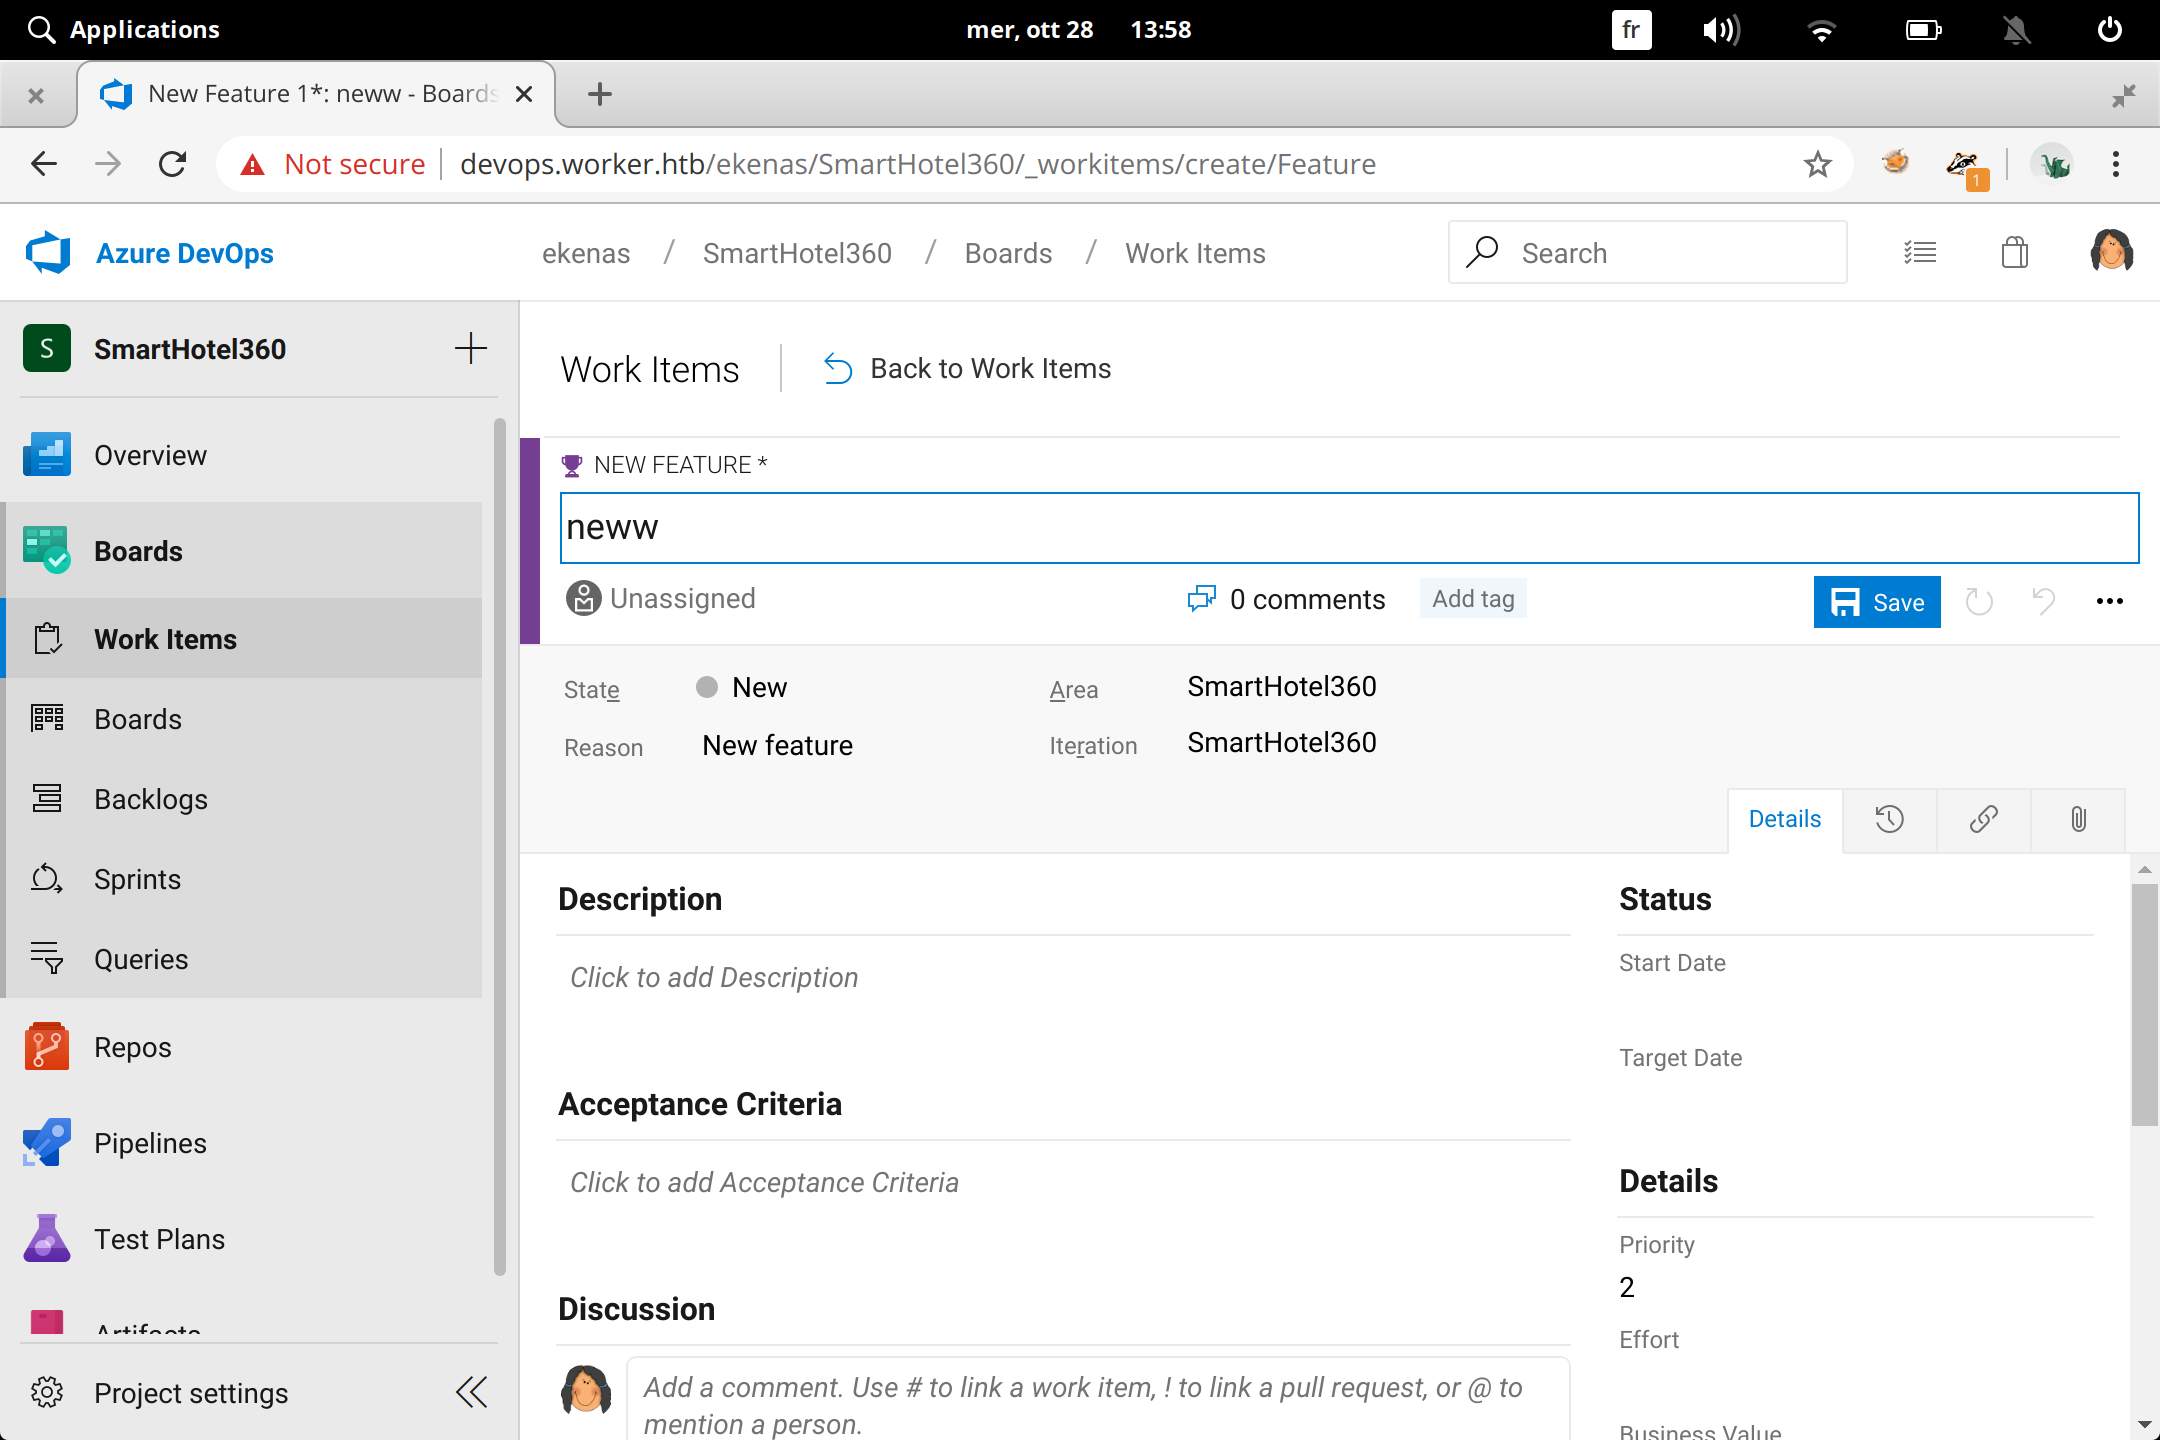 Applications
mer, ott 28 13:58
fr
New Feature 1*: neww - Boards
Not secure
devops.worker.htb/ekenas/SmartHotel360/_workitems/create/Feature
1
Azure DevOps
ekenas / SmartHotel360 / Boards / Work Items
Search
S SmartHotel360
Overview
Boards
Work Items
Boards
Backlogs
Sprints
Queries
Repos
Pipelines
Test Plans
Artifacts
Project settings
Work Items
Back to Work Items
NEW FEATURE *
neww
Unassigned
0 comments
Add tag
Save
State New
Area SmartHotel360
Reason New feature
Iteration SmartHotel360
Details
Description
Click to add Description
Acceptance Criteria
Click to add Acceptance Criteria
Discussion
Add a comment. Use # to link a work item, ! to link a pull request, or @ to
mention a person.
Status
Start Date
Target Date
Details
Priority
2
Effort
Business Value